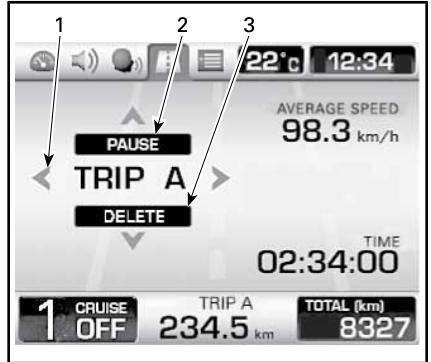 1 2 3
22°c 12:34
AVERAGE SPEED
98.3 km/h
PAUSE
TRIP A
DELETE
TIME
02:34:00
1 CRUISE OFF
TRIP A
234.5 km
TOTAL (km)
8327